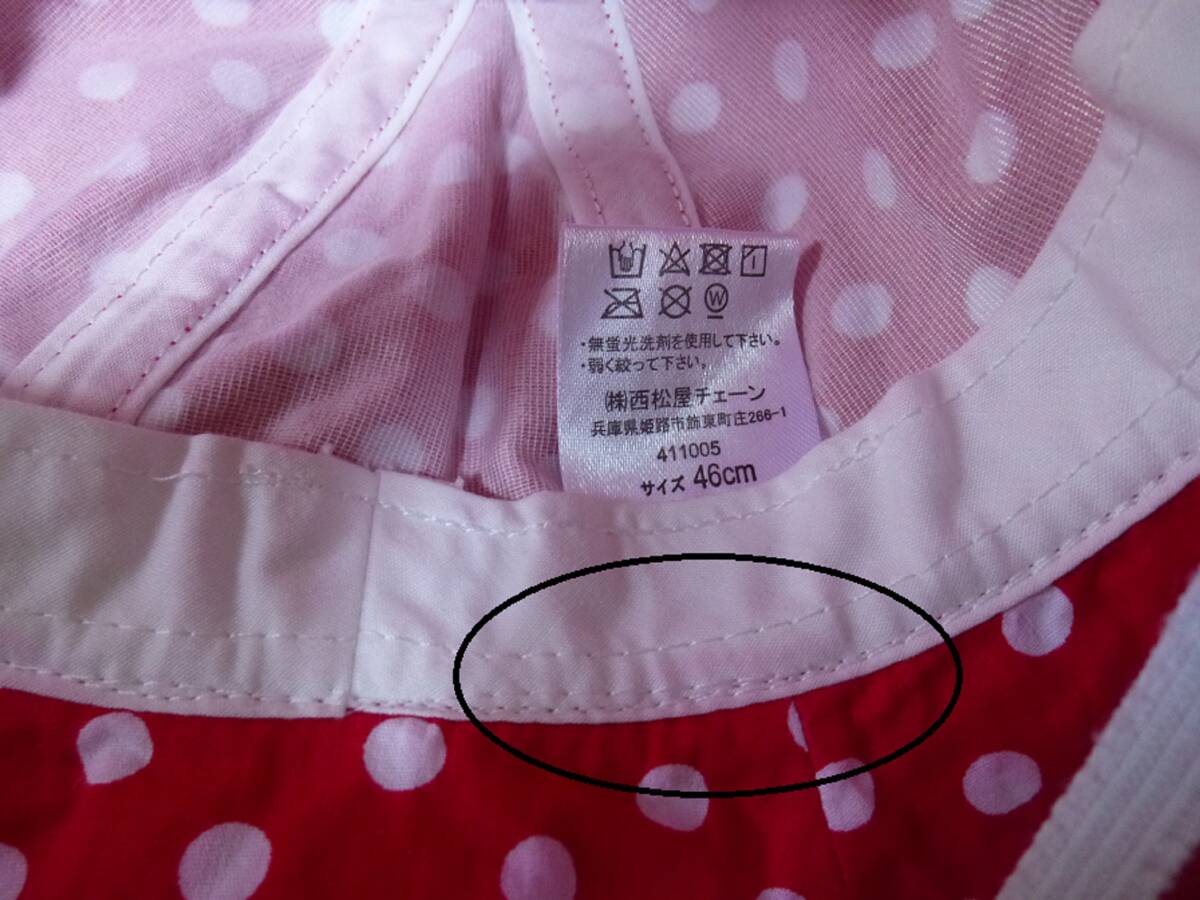 ・無蛍光洗剤を使用して下さい。
・弱く絞って下さい。
㈱西松屋チェーン
兵庫県姫路市飾東町庄266-1
411005
サイズ 46cm